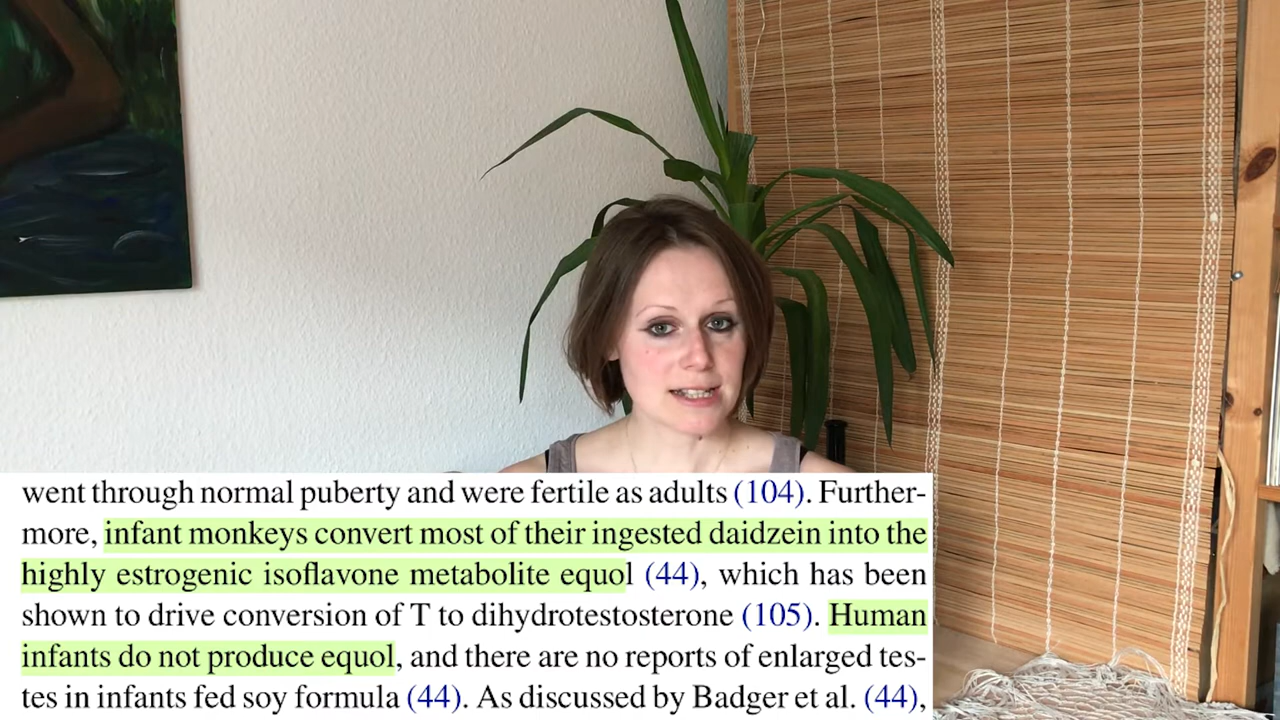 went through normal puberty and were fertile as adults (104). Further-
more, infant monkeys convert most of their ingested daidzein into the
highly estrogenic isoflavone metabolite equol (44), which has been
shown to drive conversion of T to dihydrotestosterone (105). Human
infants do not produce equol, and there are no reports of enlarged tes-
tes in infants fed soy formula (44). As discussed by Badger et al. (44),